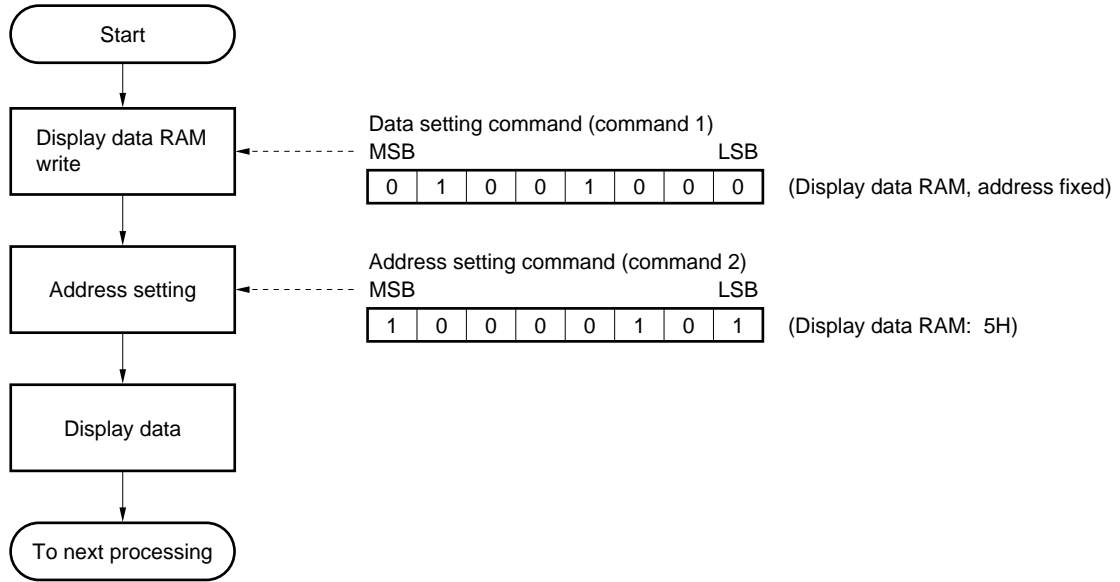 Start
Display data RAM
write
Data setting command (command 1)
MSB LSB
0 1 0 0 1 0 0 0 (Display data RAM, address fixed)
Address setting
Address setting command (command 2)
MSB LSB
1 0 0 0 0 1 0 1 (Display data RAM: 5H)
Display data
To next processing